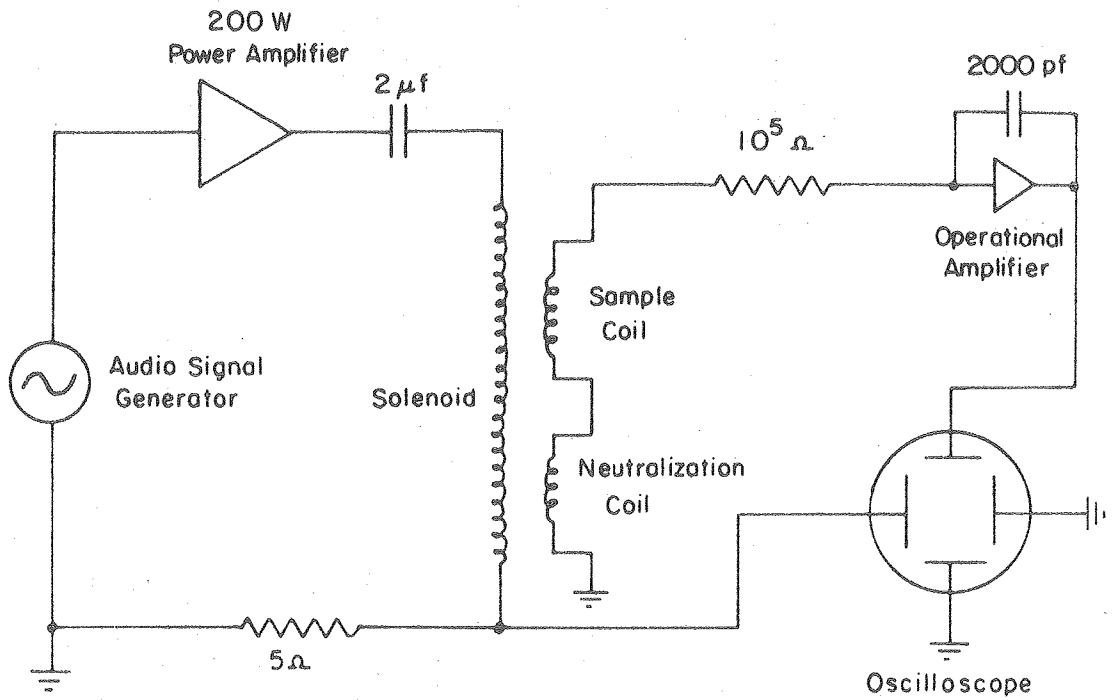 200 W
Power Amplifier
2 μf
2000 pf
10⁵ Ω
Operational
Amplifier
Sample
Coil
Audio Signal
Generator
Solenoid
Neutralization
Coil
5Ω
Oscilloscope